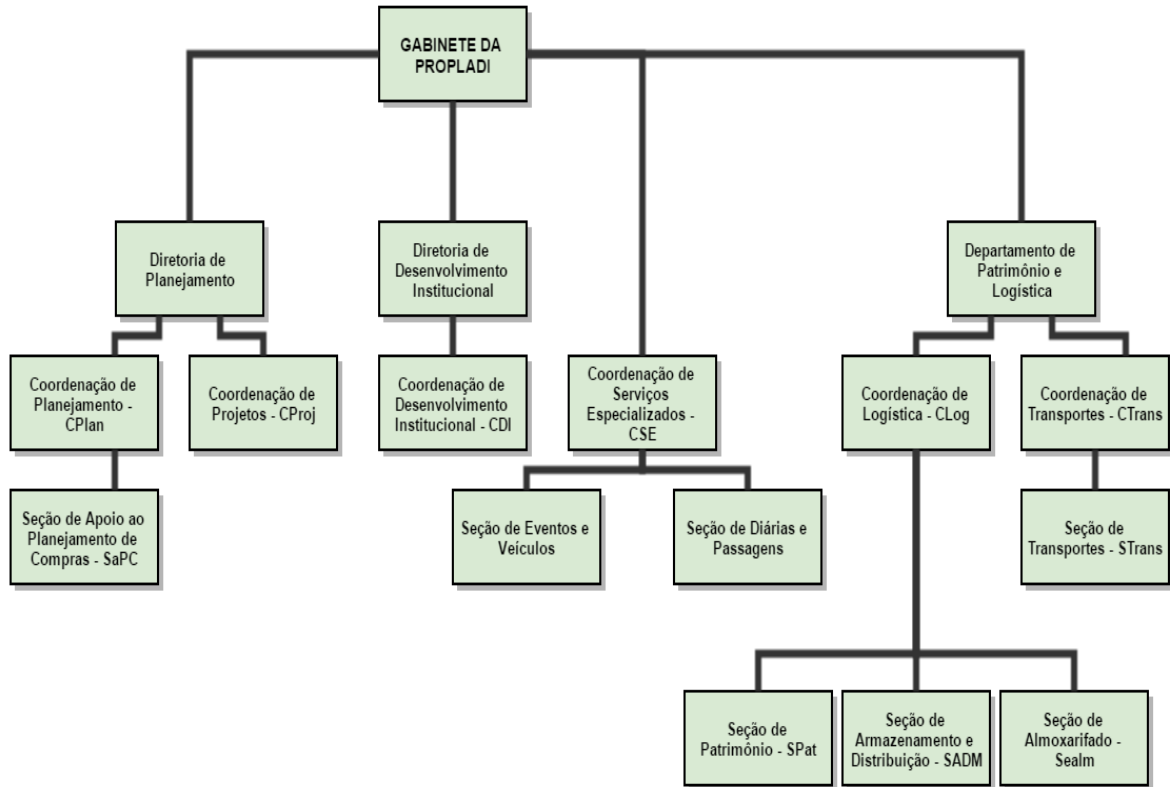 GABINETE DA
PROPLADI
Diretoria de
Planejamento
Diretoria de
Desenvolvimento
Institucional
Departamento de
Patrimônio e
Logística
Coordenação de
Planejamento -
CPlan
Coordenação de
Projetos - CProj
Coordenação de
Desenvolvimento
Institucional - CDI
Coordenação de
Serviços
Especializados -
CSE
Coordenação de
Logística - CLog
Coordenação de
Transportes - CTrans
Seção de Apoio ao
Planejamento de
Compras - SaPC
Seção de Eventos e
Veículos
Seção de Diárias e
Passagens
Seção de
Transportes - STrans
Seção de
Patrimônio - SPat
Seção de
Armazenamento e
Distribuição - SADM
Seção de
Almoxarifado -
Sealm